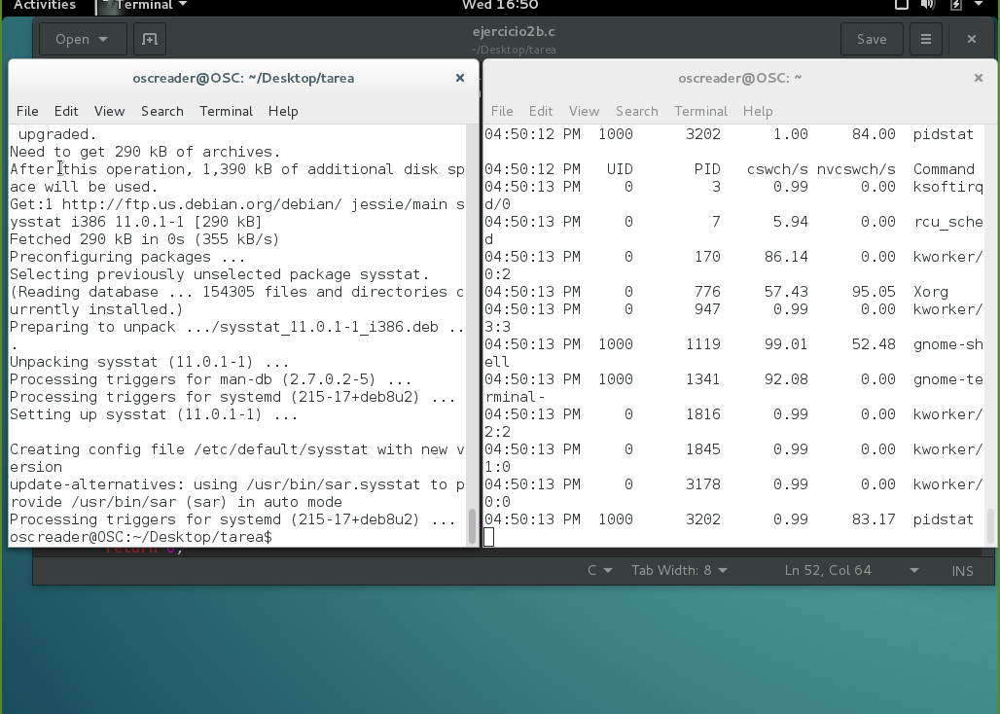 Activities Terminal Wed 16:50
Open ejercicio2b.c Save
~/Desktop/tarea
oscreader@OSC: ~/Desktop/tarea
File Edit View Search Terminal Help
 upgraded.
Need to get 290 kB of archives.
After this operation, 1,390 kB of additional disk sp
ace will be used.
Get:1 http://ftp.us.debian.org/debian/ jessie/main s
ysstat i386 11.0.1-1 [290 kB]
Fetched 290 kB in 0s (355 kB/s)
Preconfiguring packages ...
Selecting previously unselected package sysstat.
(Reading database ... 154305 files and directories c
urrently installed.)
Preparing to unpack .../sysstat_11.0.1-1_i386.deb ..
.
Unpacking sysstat (11.0.1-1) ...
Processing triggers for man-db (2.7.0.2-5) ...
Processing triggers for systemd (215-17+deb8u2) ...
Setting up sysstat (11.0.1-1) ...
Creating config file /etc/default/sysstat with new v
ersion
update-alternatives: using /usr/bin/sar.sysstat to p
rovide /usr/bin/sar (sar) in auto mode
Processing triggers for systemd (215-17+deb8u2) ...
oscreader@OSC:~/Desktop/tarea$
oscreader@OSC: ~
File Edit View Search Terminal Help
04:50:12 PM 1000 3202 1.00 84.00 pidstat
04:50:12 PM UID PID cswch/s nvcswch/s Command
04:50:13 PM 0 3 0.99 0.00 ksoftirq
d/0
04:50:13 PM 0 7 5.94 0.00 rcu_sche
d
04:50:13 PM 0 170 86.14 0.00 kworker/
0:2
04:50:13 PM 0 776 57.43 95.05 Xorg
04:50:13 PM 0 947 0.99 0.00 kworker/
3:3
04:50:13 PM 1000 1119 99.01 52.48 gnome-sh
ell
04:50:13 PM 1000 1341 92.08 0.00 gnome-te
rminal-
04:50:13 PM 0 1816 0.99 0.00 kworker/
2:2
04:50:13 PM 0 1845 0.99 0.00 kworker/
1:0
04:50:13 PM 0 3178 0.99 0.00 kworker/
0:0
04:50:13 PM 1000 3202 0.99 83.17 pidstat
return 0;
C Tab Width: 8 Ln 52, Col 64 INS